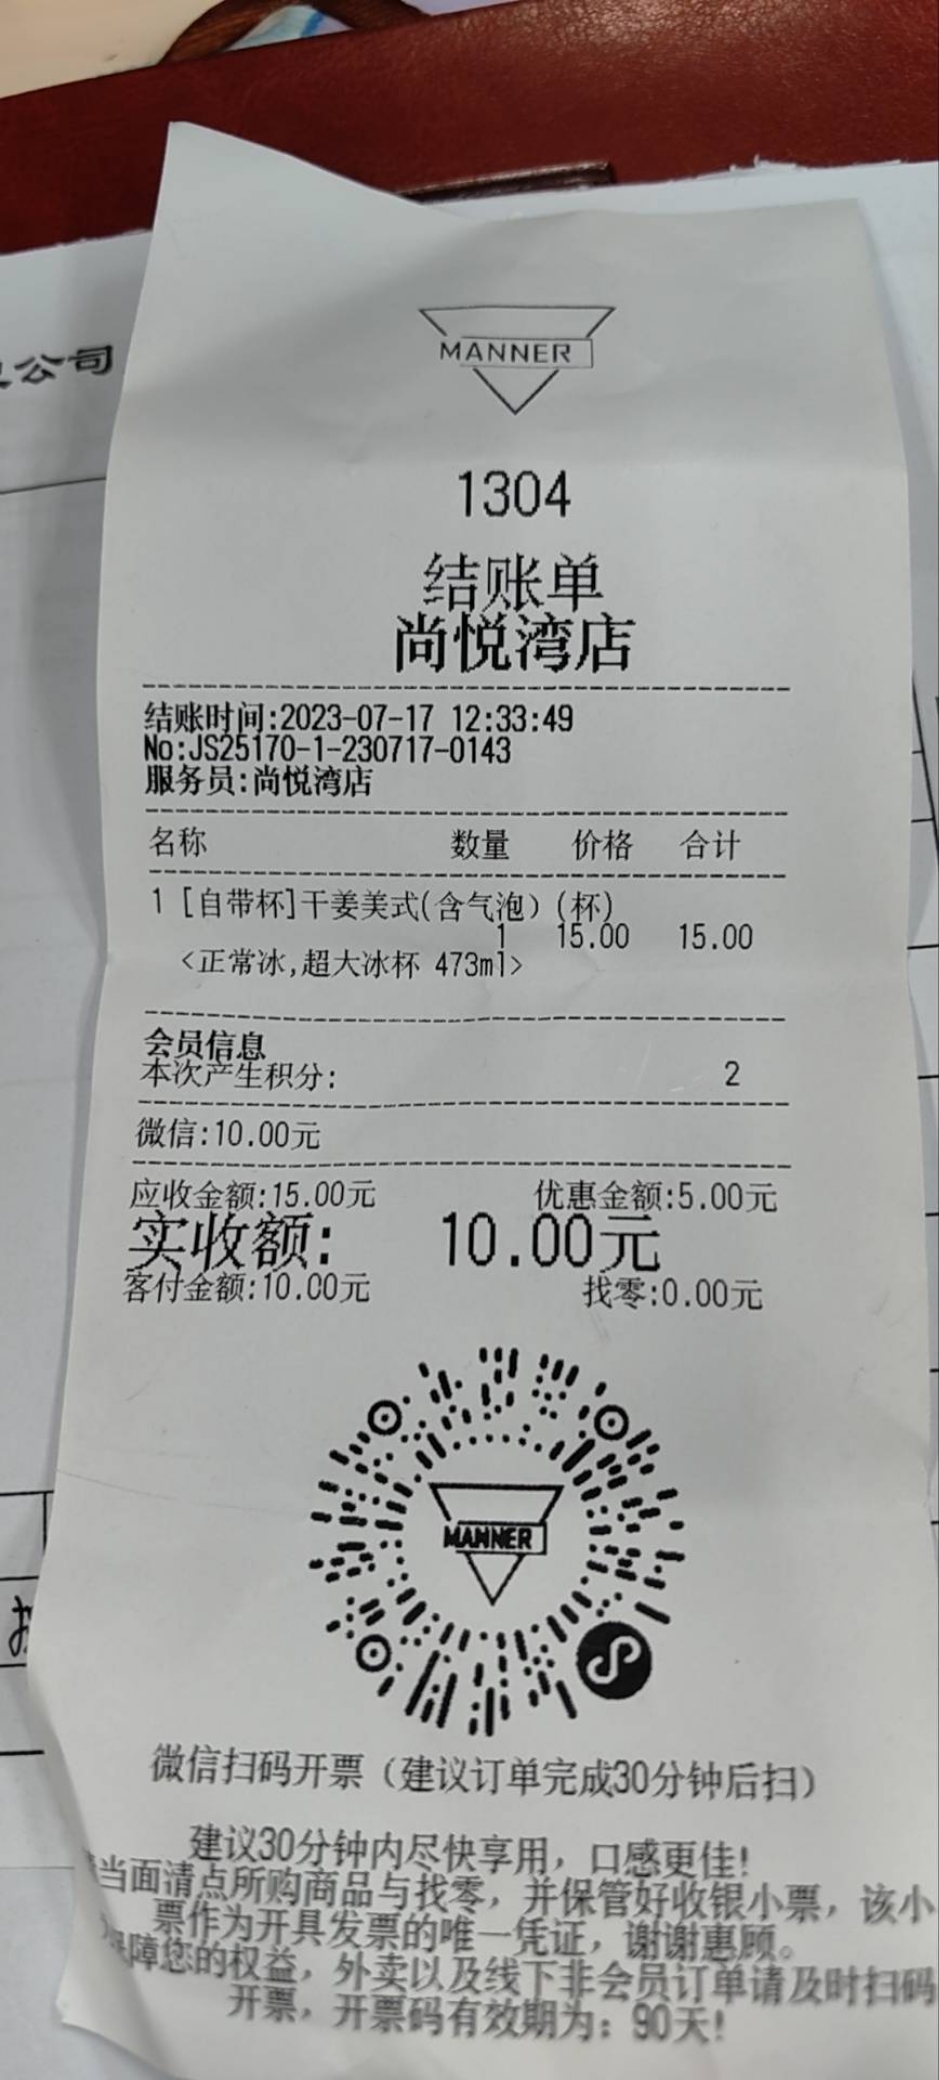 公司
MANNER
1304
结账单
尚悦湾店
结账时间:2023-07-17 12:33:49
No:JS25170-1-230717-0143
服务员:尚悦湾店
名称 数量 价格 合计
1 [自带杯]干姜美式(含气泡)(杯)
1 15.00 15.00
<正常冰,超大冰杯 473ml>
会员信息
本次产生积分: 2
微信:10.00元
应收金额:15.00元 优惠金额:5.00元
实收额: 10.00元
客付金额:10.00元 找零:0.00元
MANNER
微信扫码开票（建议订单完成30分钟后扫）
建议30分钟内尽快享用，口感更佳!
当面清点所购商品与找零，并保管好收银小票，该小
票作为开具发票的唯一凭证，谢谢惠顾。
障您的权益，外卖以及线下非会员订单请及时扫码
开票，开票码有效期为：90天!